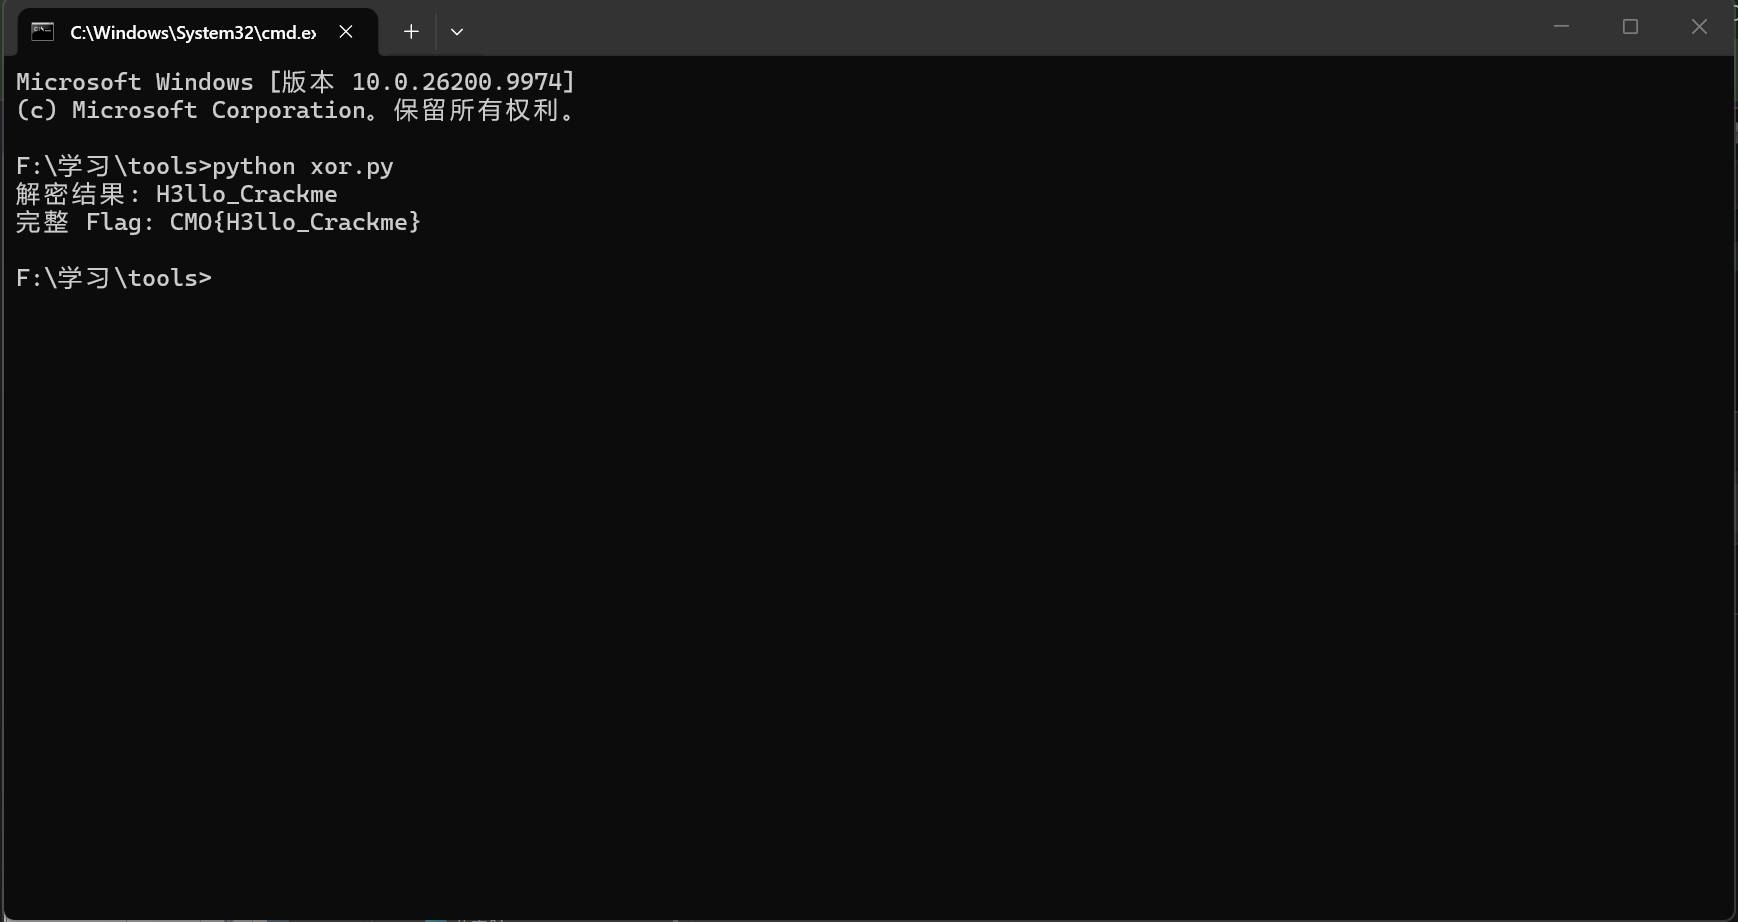 C:\Windows\System32\cmd.ex
Microsoft Windows [版本 10.0.26200.9974]
(c) Microsoft Corporation。保留所有权利。
F:\学习\tools>python xor.py
解密结果: H3llo_Crackme
完整 Flag: CMO{H3llo_Crackme}
F:\学习\tools>